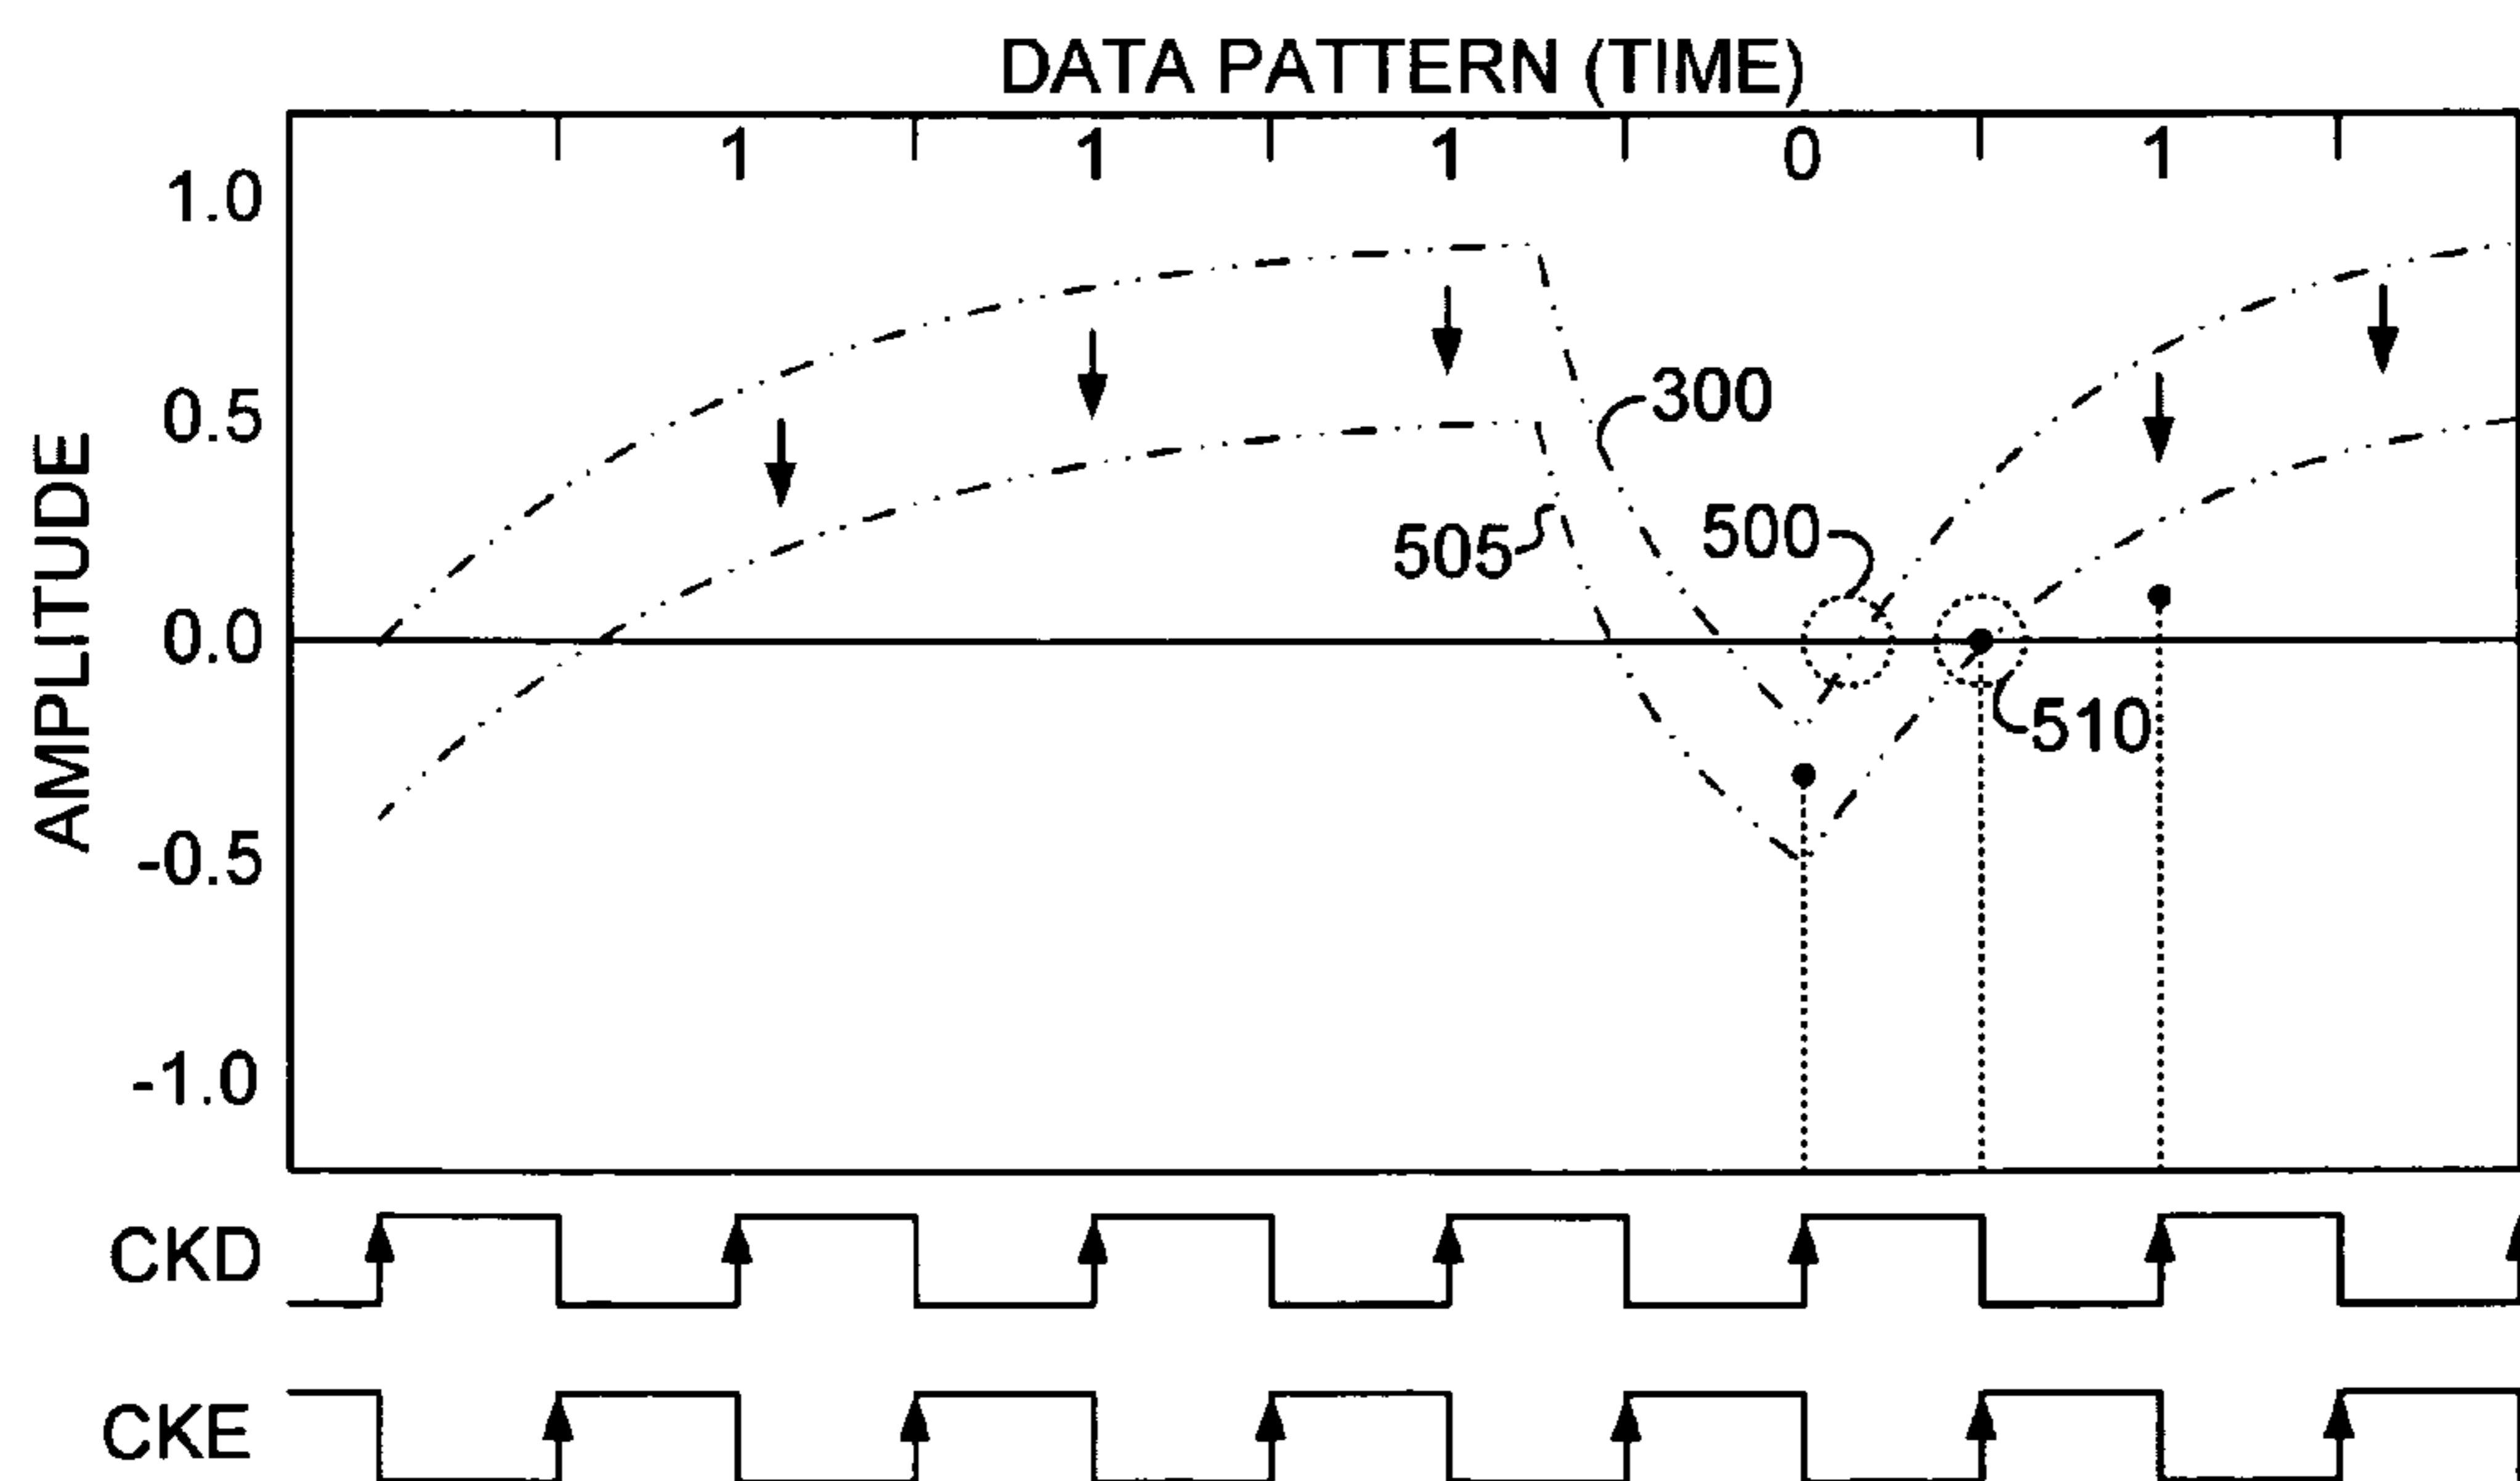 DATA PATTERN (TIME)
1 1 1 0 1
1.0
0.5
0.0
-0.5
-1.0
AMPLITUDE
300
500
505
510
CKD
CKE